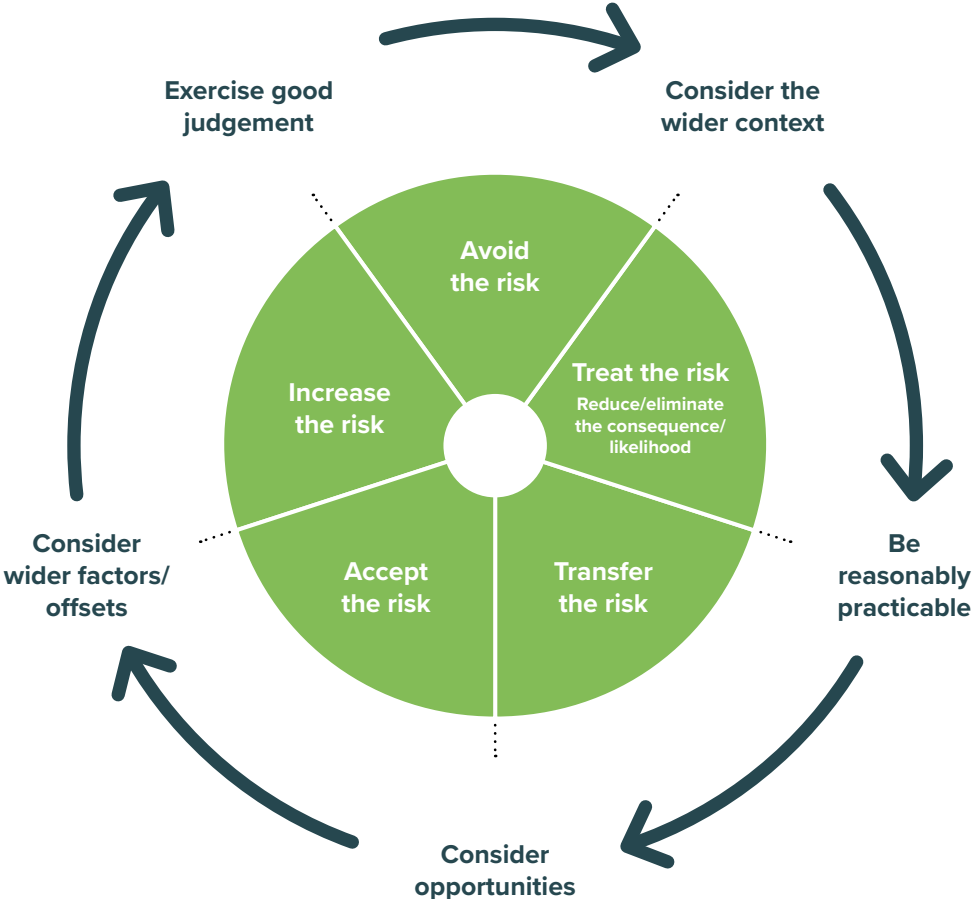 Exercise good
judgement
Consider the
wider context
Avoid
the risk
Treat the risk
Reduce/eliminate
the consequence/
likelihood
Increase
the risk
Consider
wider factors/
offsets
Be
reasonably
practicable
Accept
the risk
Transfer
the risk
Consider
opportunities